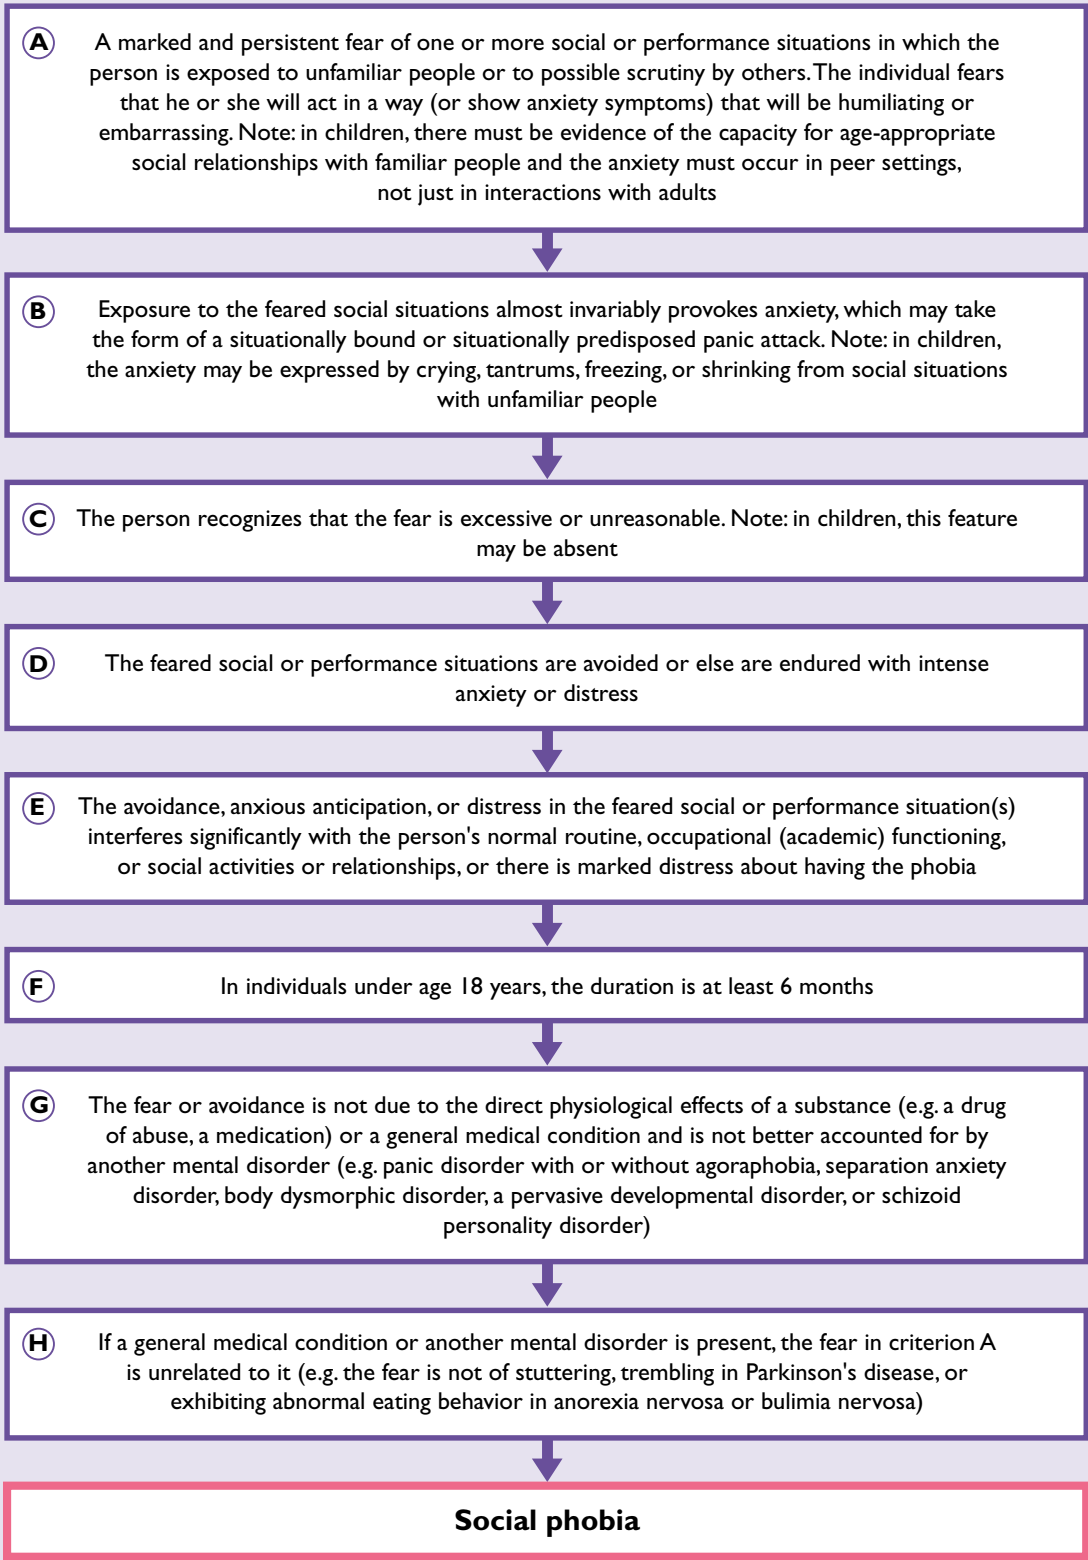 A A marked and persistent fear of one or more social or performance situations in which the
person is exposed to unfamiliar people or to possible scrutiny by others. The individual fears
that he or she will act in a way (or show anxiety symptoms) that will be humiliating or
embarrassing. Note: in children, there must be evidence of the capacity for age-appropriate
social relationships with familiar people and the anxiety must occur in peer settings,
not just in interactions with adults
B Exposure to the feared social situations almost invariably provokes anxiety, which may take
the form of a situationally bound or situationally predisposed panic attack. Note: in children,
the anxiety may be expressed by crying, tantrums, freezing, or shrinking from social situations
with unfamiliar people
C The person recognizes that the fear is excessive or unreasonable. Note: in children, this feature
may be absent
D The feared social or performance situations are avoided or else are endured with intense
anxiety or distress
E The avoidance, anxious anticipation, or distress in the feared social or performance situation(s)
interferes significantly with the person's normal routine, occupational (academic) functioning,
or social activities or relationships, or there is marked distress about having the phobia
F In individuals under age 18 years, the duration is at least 6 months
G The fear or avoidance is not due to the direct physiological effects of a substance (e.g. a drug
of abuse, a medication) or a general medical condition and is not better accounted for by
another mental disorder (e.g. panic disorder with or without agoraphobia, separation anxiety
disorder, body dysmorphic disorder, a pervasive developmental disorder, or schizoid
personality disorder)
H If a general medical condition or another mental disorder is present, the fear in criterion A
is unrelated to it (e.g. the fear is not of stuttering, trembling in Parkinson's disease, or
exhibiting abnormal eating behavior in anorexia nervosa or bulimia nervosa)
Social phobia